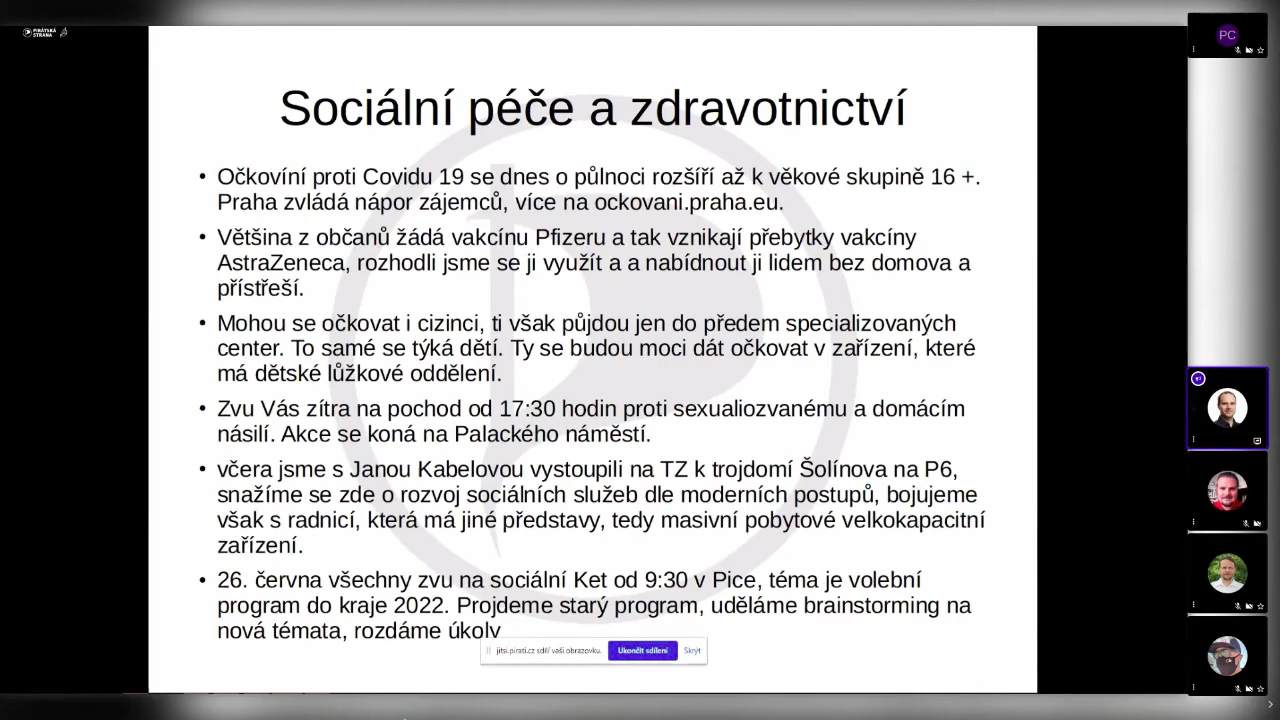 PIRÁTSKÁ
STRANA
PC
Sociální péče a zdravotnictví
• Očkovíní proti Covidu 19 se dnes o půlnoci rozšíří až k věkové skupině 16 +.
Praha zvládá nápor zájemců, více na ockovani.praha.eu.
• Většina z občanů žádá vakcínu Pfizeru a tak vznikají přebytky vakcíny
AstraZeneca, rozhodli jsme se ji využít a a nabídnout ji lidem bez domova a
přístřeší.
• Mohou se očkovat i cizinci, ti však půjdou jen do předem specializovaných
center. To samé se týká dětí. Ty se budou moci dát očkovat v zařízení, které
má dětské lůžkové oddělení.
• Zvu Vás zítra na pochod od 17:30 hodin proti sexualiozvanému a domácím
násilí. Akce se koná na Palackého náměstí.
• včera jsme s Janou Kabelovou vystoupili na TZ k trojdomí Šolínova na P6,
snažíme se zde o rozvoj sociálních služeb dle moderních postupů, bojujeme
však s radnicí, která má jiné představy, tedy masivní pobytové velkokapacitní
zařízení.
• 26. června všechny zvu na sociální Ket od 9:30 v Pice, téma je volební
program do kraje 2022. Projdeme starý program, uděláme brainstorming na
nová témata, rozdáme úkoly
jitsi.pirati.cz sdílí vaši obrazovku. Ukončit sdílení Skrýt